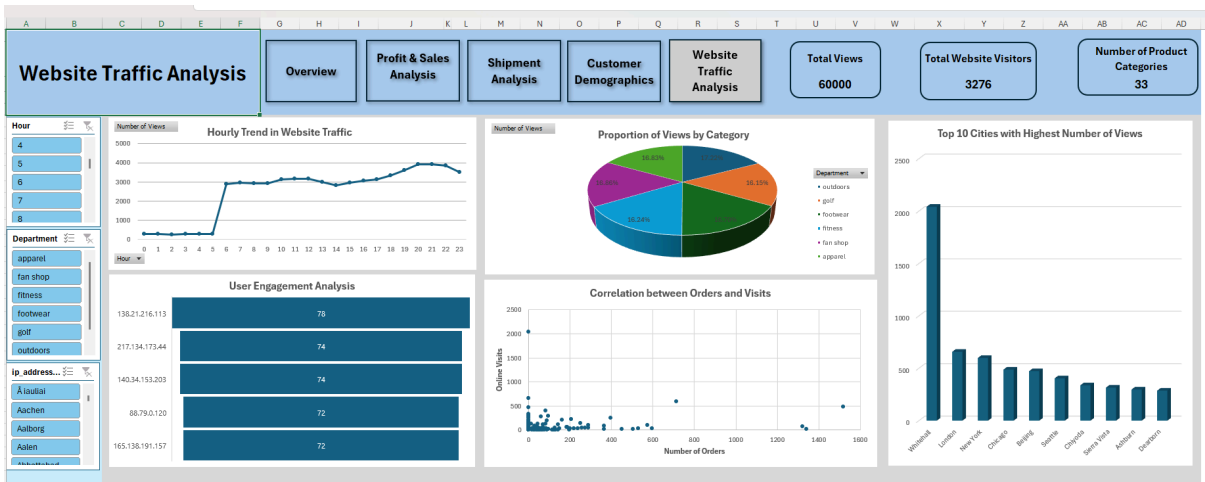 A B C D E F G H I J K L M N O P Q R S T U V W X Y Z AA AB AC AD
Website Traffic Analysis
Overview
Profit & Sales
Analysis
Shipment
Analysis
Customer
Demographics
Website
Traffic
Analysis
Total Views
60000
Total Website Visitors
3276
Number of Product
Categories
33
Hour
4
5
6
7
8
Department
apparel
fan shop
fitness
footwear
golf
outdoors
ip_address...
Å iauliai
Aachen
Aalborg
Aalen
Number of Views
Hourly Trend in Website Traffic
5000
4000
3000
2000
1000
0
0 1 2 3 4 5 6 7 8 9 10 11 12 13 14 15 16 17 18 19 20 21 22 23
Hour
Number of Views
Proportion of Views by Category
16.83%
16.15%
16.34%
Department
outdoors
golf
footwear
fitness
fan shop
apparel
User Engagement Analysis
138.21.216.113 78
217.134.173.44 74
140.34.153.203 74
88.79.0.120 72
165.138.191.157 72
Correlation between Orders and Visits
Online Visits
2500
2000
1500
1000
500
0
0 200 400 600 800 1000 1200 1400 1600
Number of Orders
Top 10 Cities with Highest Number of Views
2500
2000
1500
1000
500
0
Whitehall
London
New York
Chicago
Beijing
Seattle
Chiyoda
Sierra Vista
Ashburn
Dearborn